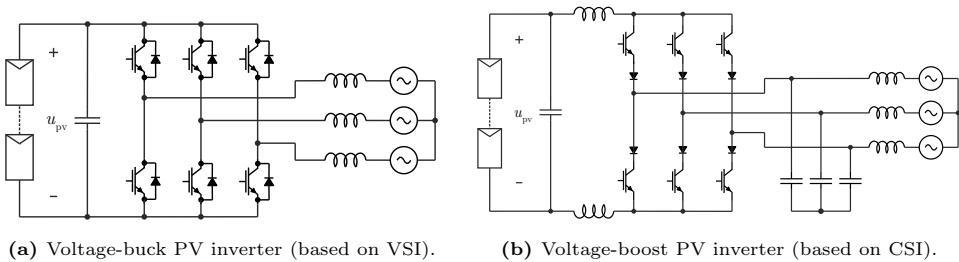 +
u_pv
−
+
u_pv
−
(a) Voltage-buck PV inverter (based on VSI).
(b) Voltage-boost PV inverter (based on CSI).